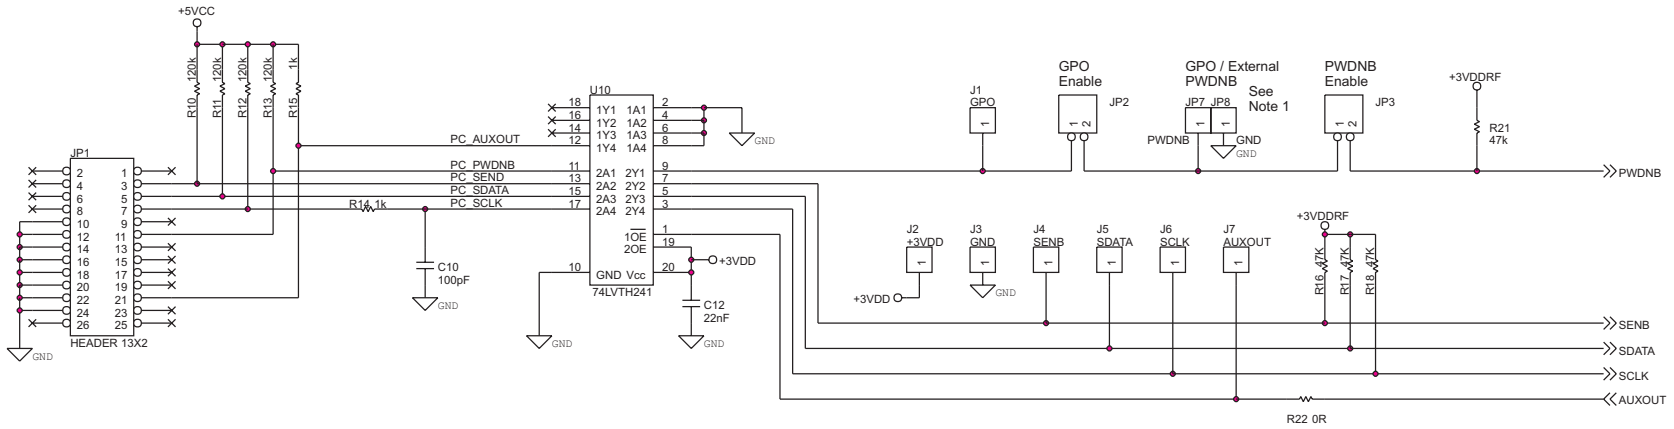 +5VCC
120k
120k
120k
120k
1k
R10
R11
R12
R13
R15
JP1
2
4
6
8
10
12
14
16
18
20
22
24
26
1
3
5
7
9
11
13
15
17
19
21
23
25
HEADER 13X2
GND
R14 1k
C10
100pF
GND
PC_AUXOUT
PC_PWDNB
PC_SEND
PC_SDATA
PC_SCLK
U10
18
16
14
12
11
13
15
17
10
1Y1
1Y2
1Y3
1Y4
2A1
2A2
2A3
2A4
GND
1A1
1A2
1A3
1A4
2Y1
2Y2
2Y3
2Y4
1OE
2OE
Vcc
2
4
6
8
9
7
5
3
1
19
20
74LVTH241
GND
GND
+3VDD
C12
22nF
GND
J1
GPO
1
GPO
Enable
1 2
JP2
GPO / External
PWDNB
See
Note 1
JP7 JP8
1 1
PWDNB
GND
GND
PWDNB
Enable
1 2
JP3
+3VDDRF
R21
47k
PWDNB
J2
+3VDD
1
+3VDD
J3
GND
1
GND
J4
SENB
1
J5
SDATA
1
J6
SCLK
1
J7
AUXOUT
1
+3VDDRF
R16 47K
R17 47K
R18 47K
SENB
SDATA
SCLK
AUXOUT
R22 0R